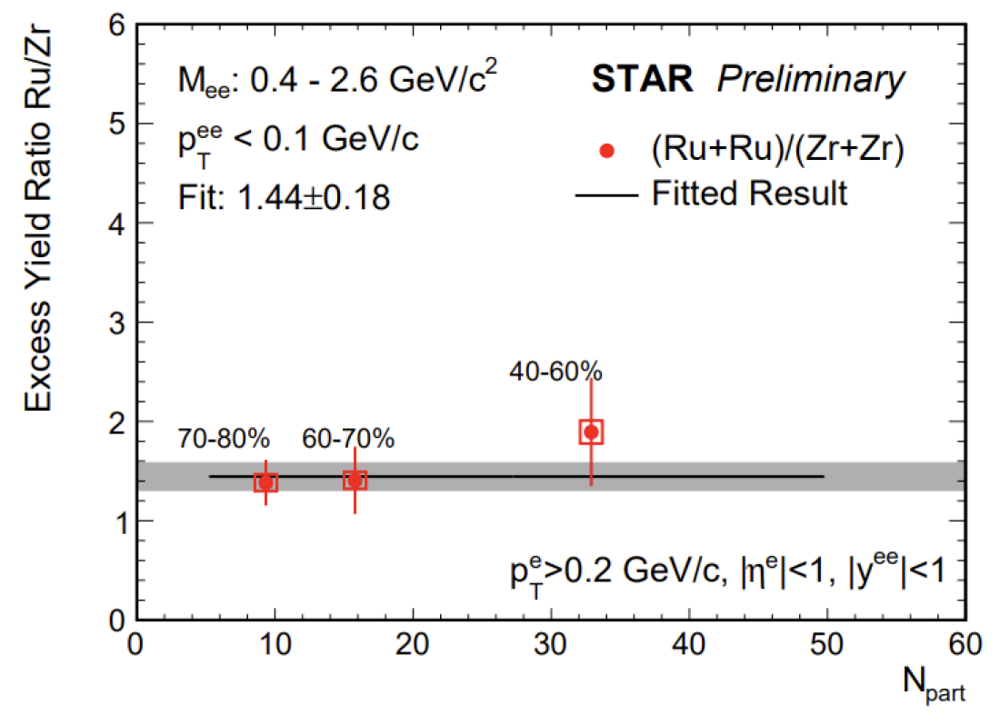 Excess Yield Ratio Ru/Zr
6
5
4
3
2
1
0
M_ee: 0.4 - 2.6 GeV/c²
p_T^ee < 0.1 GeV/c
Fit: 1.44±0.18
STAR Preliminary
(Ru+Ru)/(Zr+Zr)
Fitted Result
40-60%
70-80% 60-70%
p_T^e>0.2 GeV/c, |η^e|<1, |y^ee|<1
0 10 20 30 40 50 60
N_part